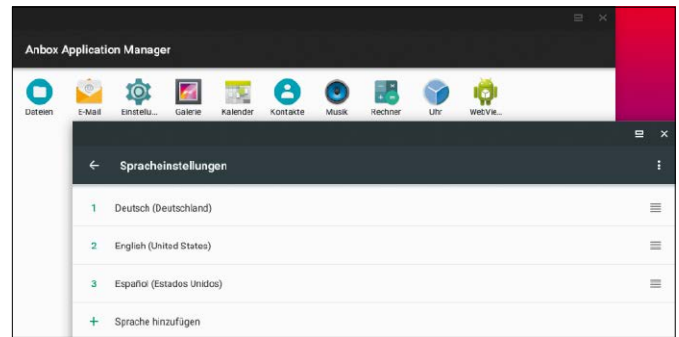 Anbox Application Manager
Dateien E-Mail Einstellu... Galerie Kalender Kontakte Musik Rechner Uhr WebVie...
Spracheinstellungen
1 Deutsch (Deutschland)
2 English (United States)
3 Español (Estados Unidos)
+ Sprache hinzufügen